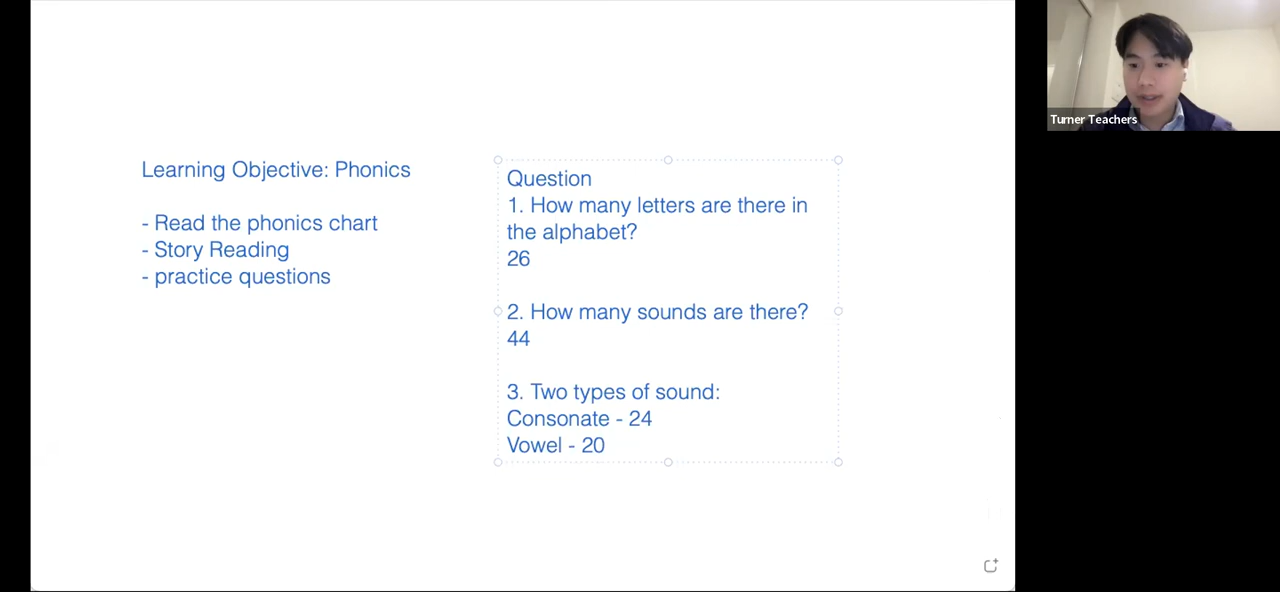 Learning Objective: Phonics
- Read the phonics chart
- Story Reading
- practice questions
Question
1. How many letters are there in
the alphabet?
26
2. How many sounds are there?
44
3. Two types of sound:
Consonate - 24
Vowel - 20
Turner Teachers